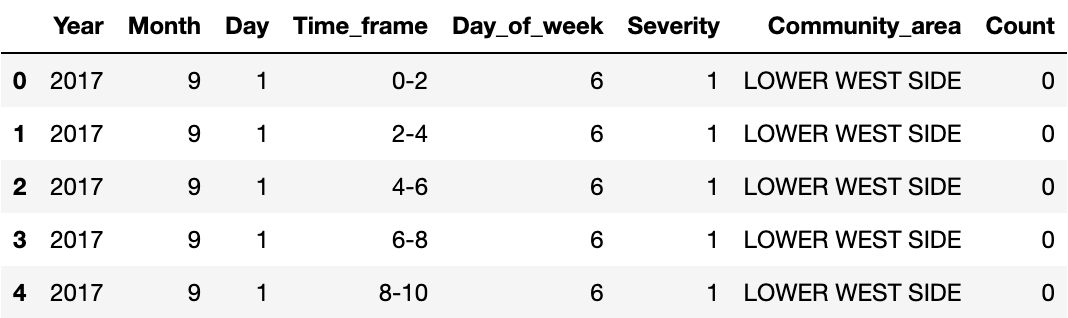 Year Month Day Time_frame Day_of_week Severity Community_area Count
0 2017 9 1 0-2 6 1 LOWER WEST SIDE 0
1 2017 9 1 2-4 6 1 LOWER WEST SIDE 0
2 2017 9 1 4-6 6 1 LOWER WEST SIDE 0
3 2017 9 1 6-8 6 1 LOWER WEST SIDE 0
4 2017 9 1 8-10 6 1 LOWER WEST SIDE 0